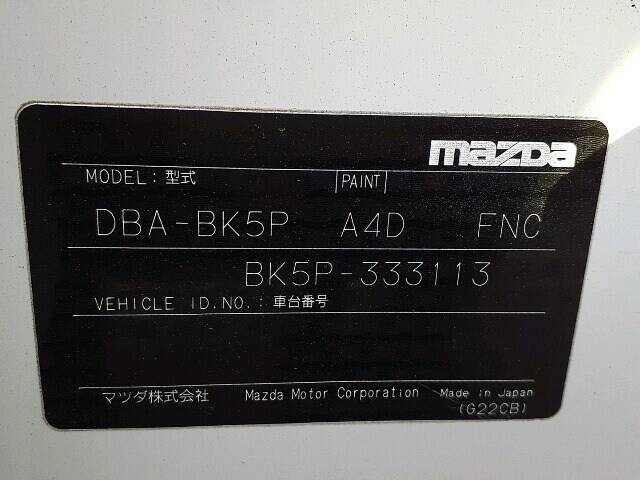 mazda
MODEL: 型式 |PAINT|
DBA-BK5P A4D FNC
BK5P-333113
VEHICLE ID.NO.: 車台番号
マツダ株式会社 Mazda Motor Corporation Made in Japan
(G22CB)